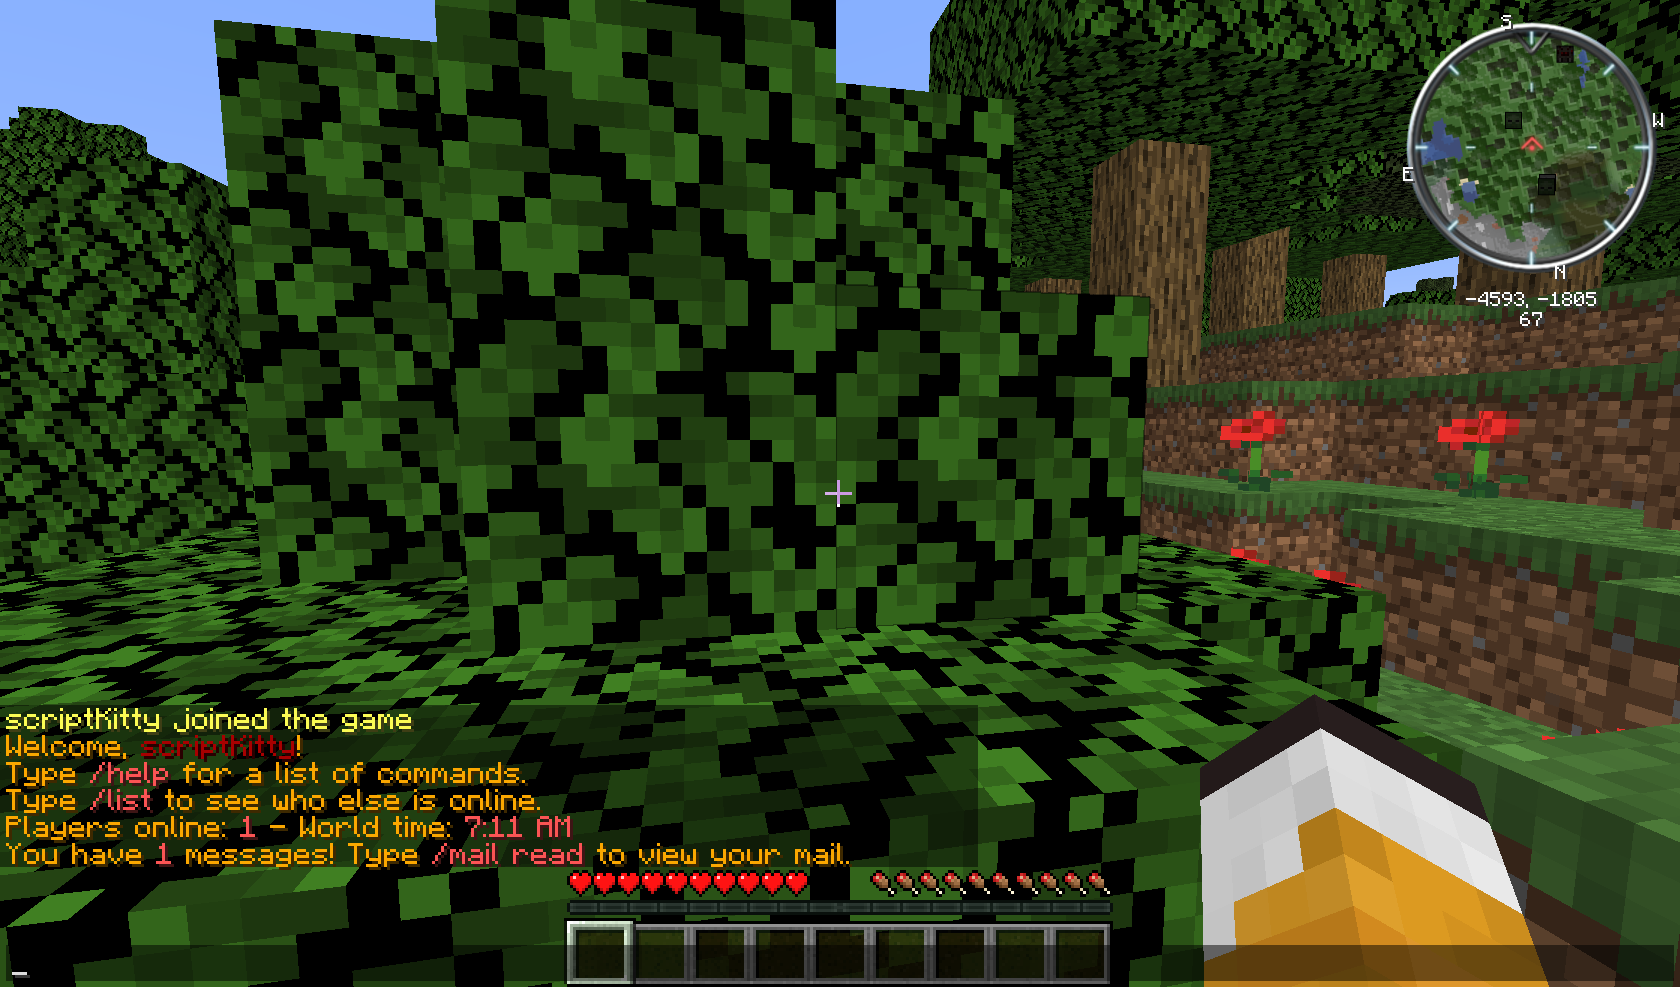 S
W
E
N
-4593, -1805
67
scriptKitty joined the game
Welcome, scriptKitty!
Type /help for a list of commands.
Type /list to see who else is online.
Players online: 1 - World time: 7:11 AM
You have 1 messages! Type /mail read to view your mail.
_